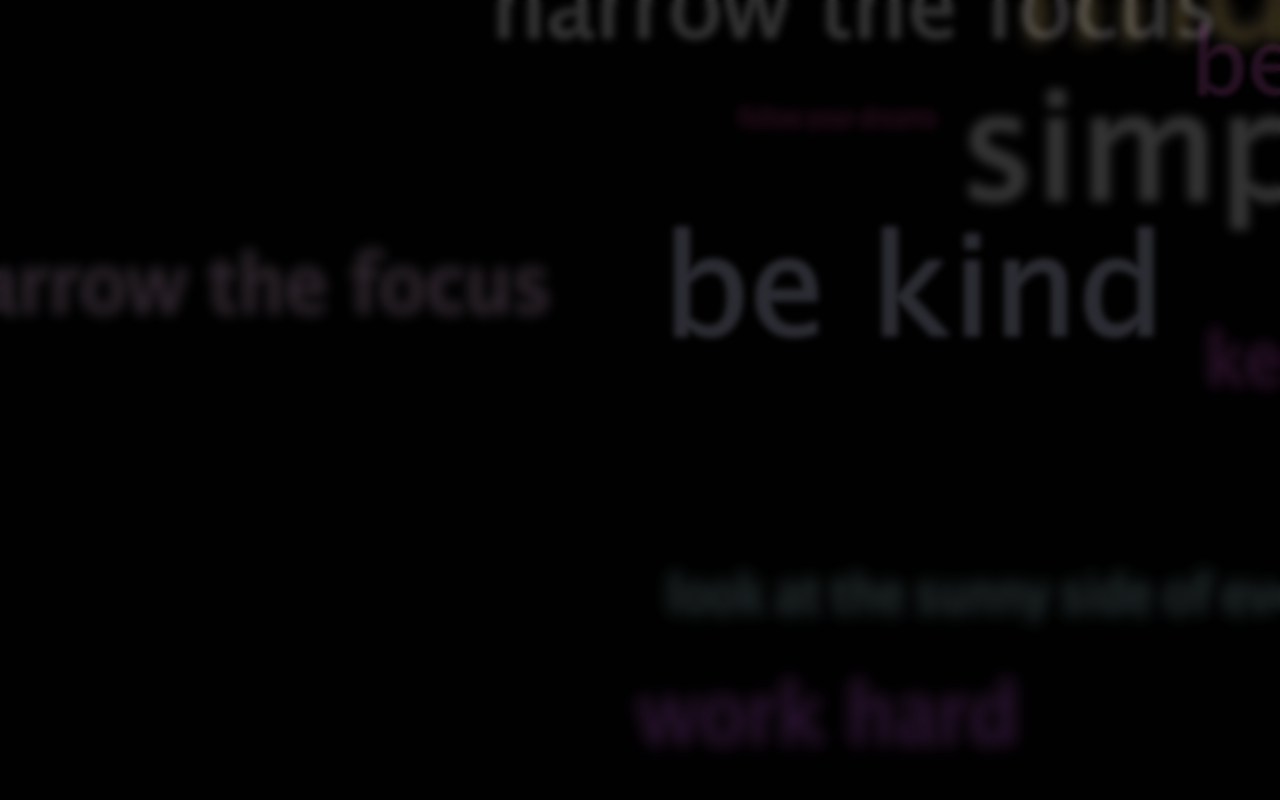 narrow the focus
be
simp
be kind
arrow the focus
ke
look at the sunny side of ev
work hard